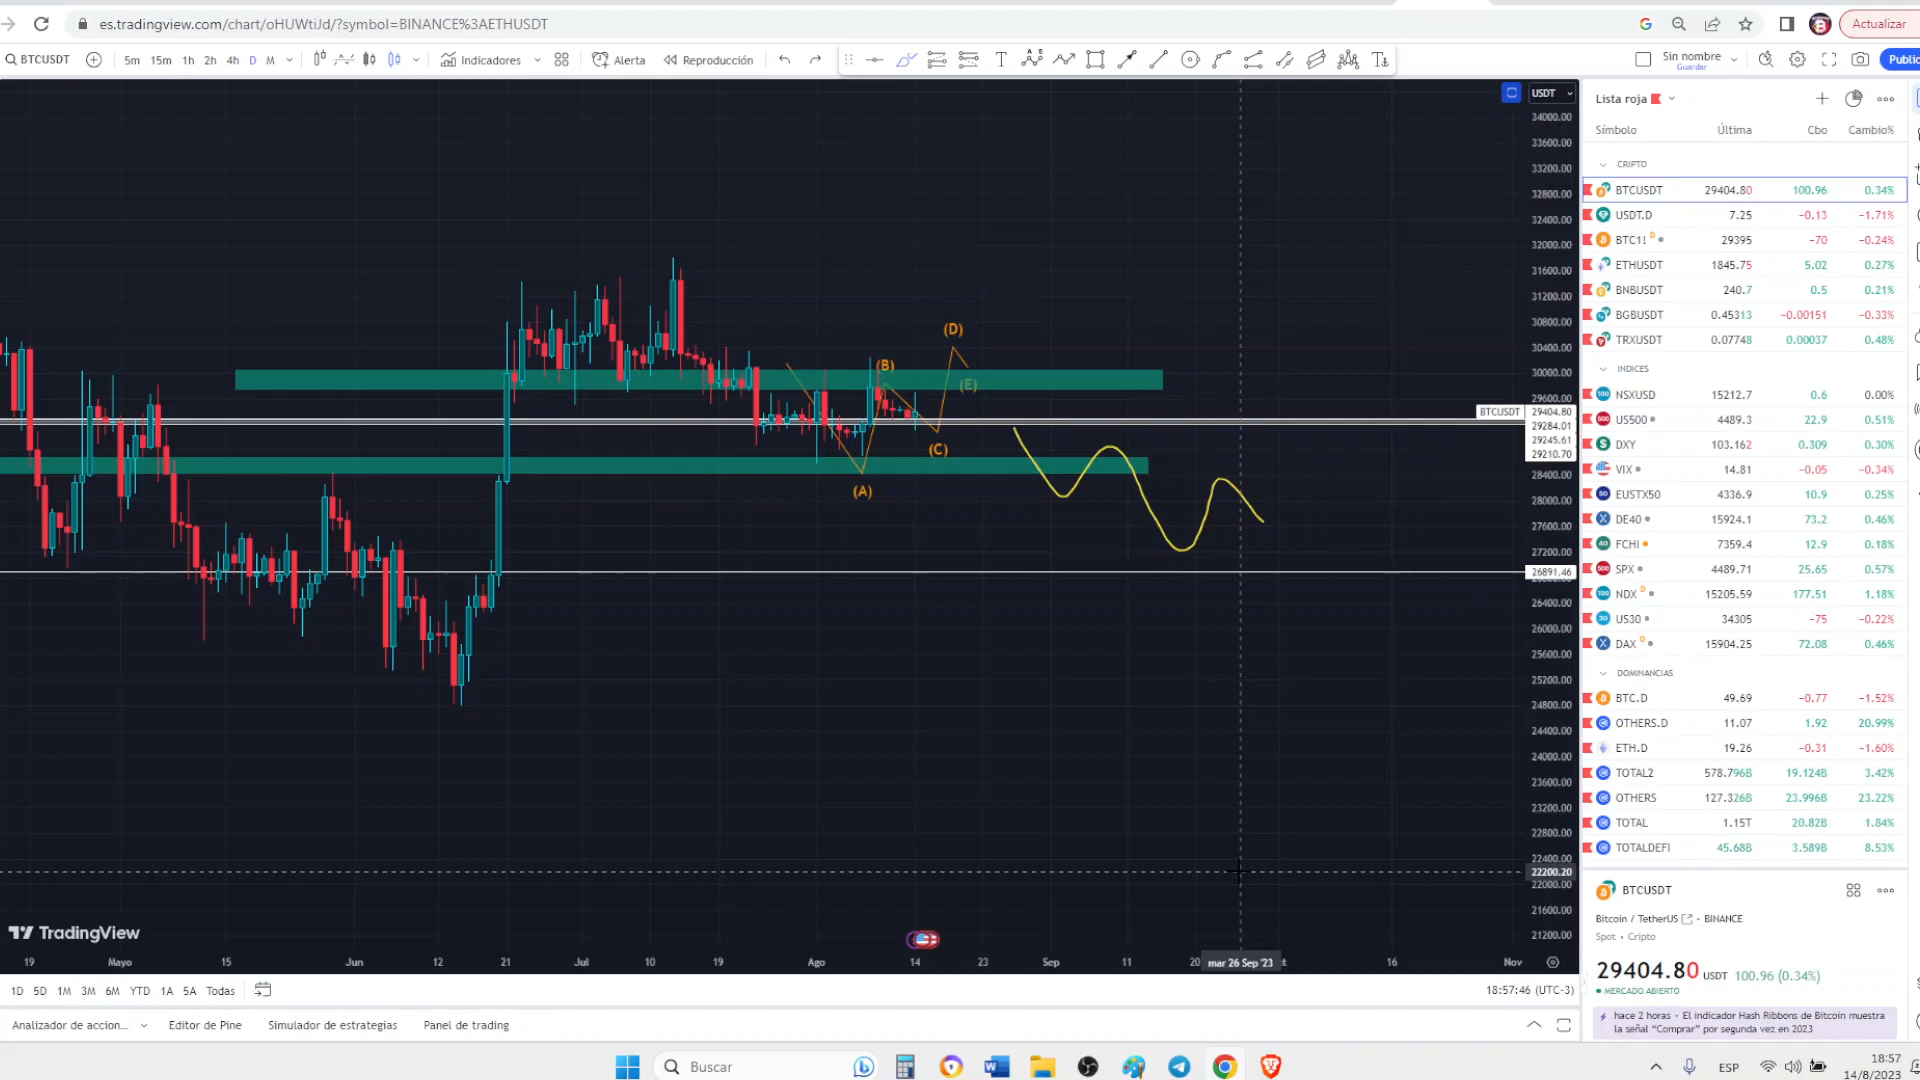 es.tradingview.com/chart/oHUWtiJd/?symbol=BINANCE%3AETHUSDT
Actualizar
BTCUSDT 5m 15m 1h 2h 4h D M Indicadores Alerta Reproducción Sin nombre Guardar
USDT
34000.00
33600.00
33200.00
32800.00
32400.00
32000.00
31600.00
31200.00
30800.00
30400.00
30000.00
29600.00
BTCUSDT 29404.80
29284.01
29245.61
29210.70
28400.00
28000.00
27600.00
27200.00
26891.46
26400.00
26000.00
25600.00
25200.00
24800.00
24400.00
24000.00
23600.00
23200.00
22800.00
22400.00
22200.20
22000.00
21600.00
21200.00
(D)
(B)
(E)
(C)
(A)
TradingView
19 Mayo 15 Jun 12 21 Jul 10 19 Ago 14 23 Sep 11 20 mar 26 Sep '23 16 Nov
1D 5D 1M 3M 6M YTD 1A 5A Todas
18:57:46 (UTC-3)
Analizador de accion... Editor de Pine Simulador de estrategias Panel de trading
Lista roja
Símbolo Última Cbo Cambio%
CRIPTO
BTCUSDT 29404.80 100.96 0.34%
USDT.D 7.25 −0.13 −1.71%
BTC1! D 29395 −70 −0.24%
ETHUSDT 1845.75 5.02 0.27%
BNBUSDT 240.7 0.5 0.21%
BGBUSDT 0.45313 −0.00151 −0.33%
TRXUSDT 0.07748 0.00037 0.48%
INDICES
NSXUSD 15212.7 0.6 0.00%
US500 4489.3 22.9 0.51%
DXY 103.162 0.309 0.30%
VIX 14.81 −0.05 −0.34%
EUSTX50 4336.9 10.9 0.25%
DE40 15924.1 73.2 0.46%
FCHI 7359.4 12.9 0.18%
SPX 4489.71 25.65 0.57%
NDX D 15205.59 177.51 1.18%
US30 34305 −75 −0.22%
DAX D 15904.25 72.08 0.46%
DOMINANCIAS
BTC.D 49.69 −0.77 −1.52%
OTHERS.D 11.07 1.92 20.99%
ETH.D 19.26 −0.31 −1.60%
TOTAL2 578.796B 19.124B 3.42%
OTHERS 127.326B 23.996B 23.22%
TOTAL 1.15T 20.82B 1.84%
TOTALDEFI 45.68B 3.589B 8.53%
BTCUSDT
Bitcoin / TetherUS - BINANCE
Spot • Cripto
29404.80 USDT 100.96 (0.34%)
MERCADO ABIERTO
hace 2 horas - El indicador Hash Ribbons de Bitcoin muestra
la señal "Comprar" por segunda vez en 2023
Buscar
ESP
18:57
14/8/2023